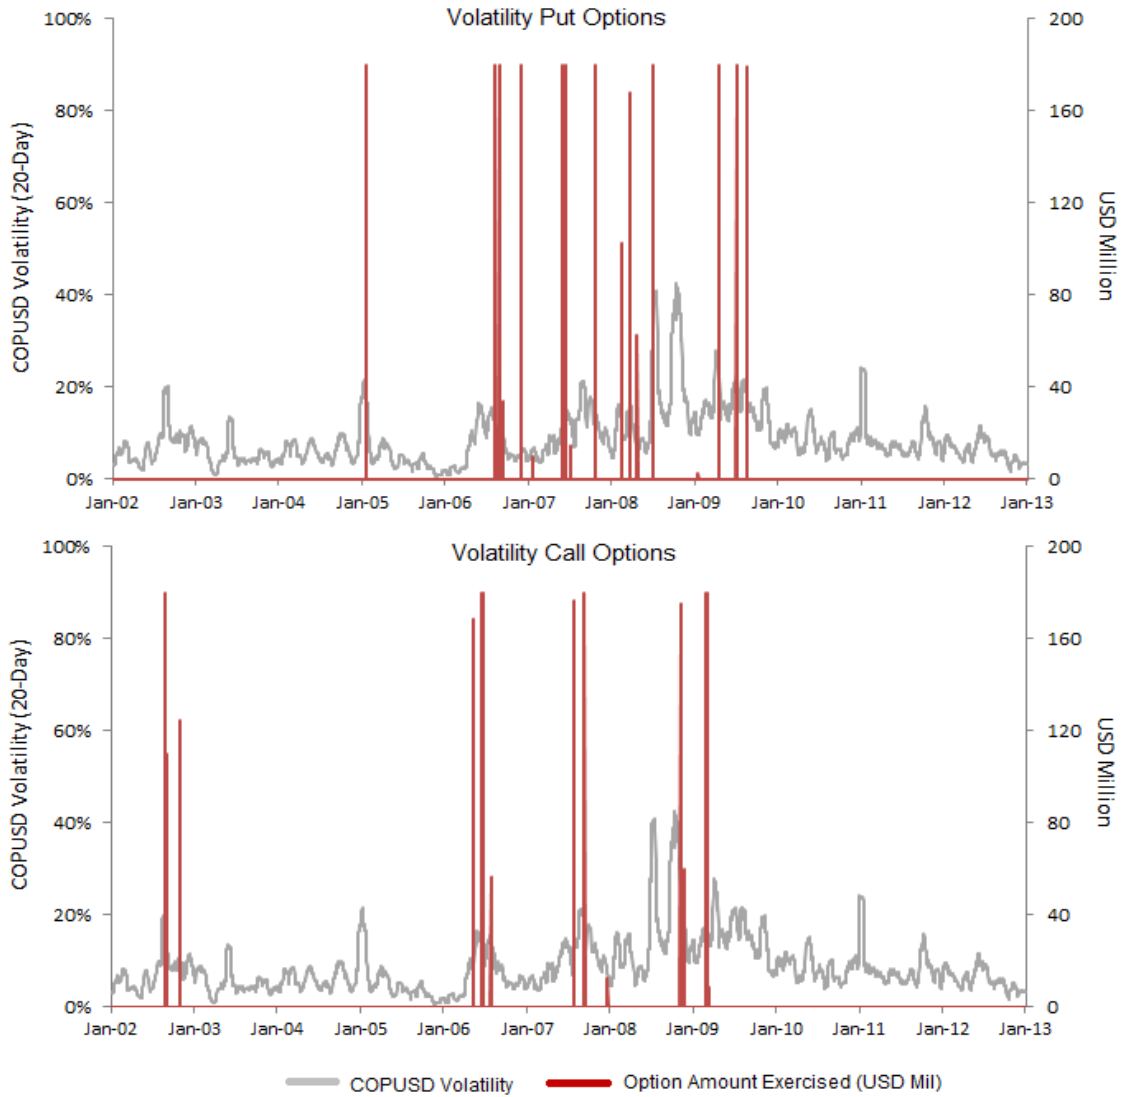 Volatility Put Options
100%
80%
60%
40%
20%
0%
COPUSD Volatility (20-Day)
200
160
120
80
40
0
USD Million
Jan-02 Jan-03 Jan-04 Jan-05 Jan-06 Jan-07 Jan-08 Jan-09 Jan-10 Jan-11 Jan-12 Jan-13
Volatility Call Options
100%
80%
60%
40%
20%
0%
COPUSD Volatility (20-Day)
200
160
120
80
40
0
USD Million
Jan-02 Jan-03 Jan-04 Jan-05 Jan-06 Jan-07 Jan-08 Jan-09 Jan-10 Jan-11 Jan-12 Jan-13
COPUSD Volatility Option Amount Exercised (USD Mil)